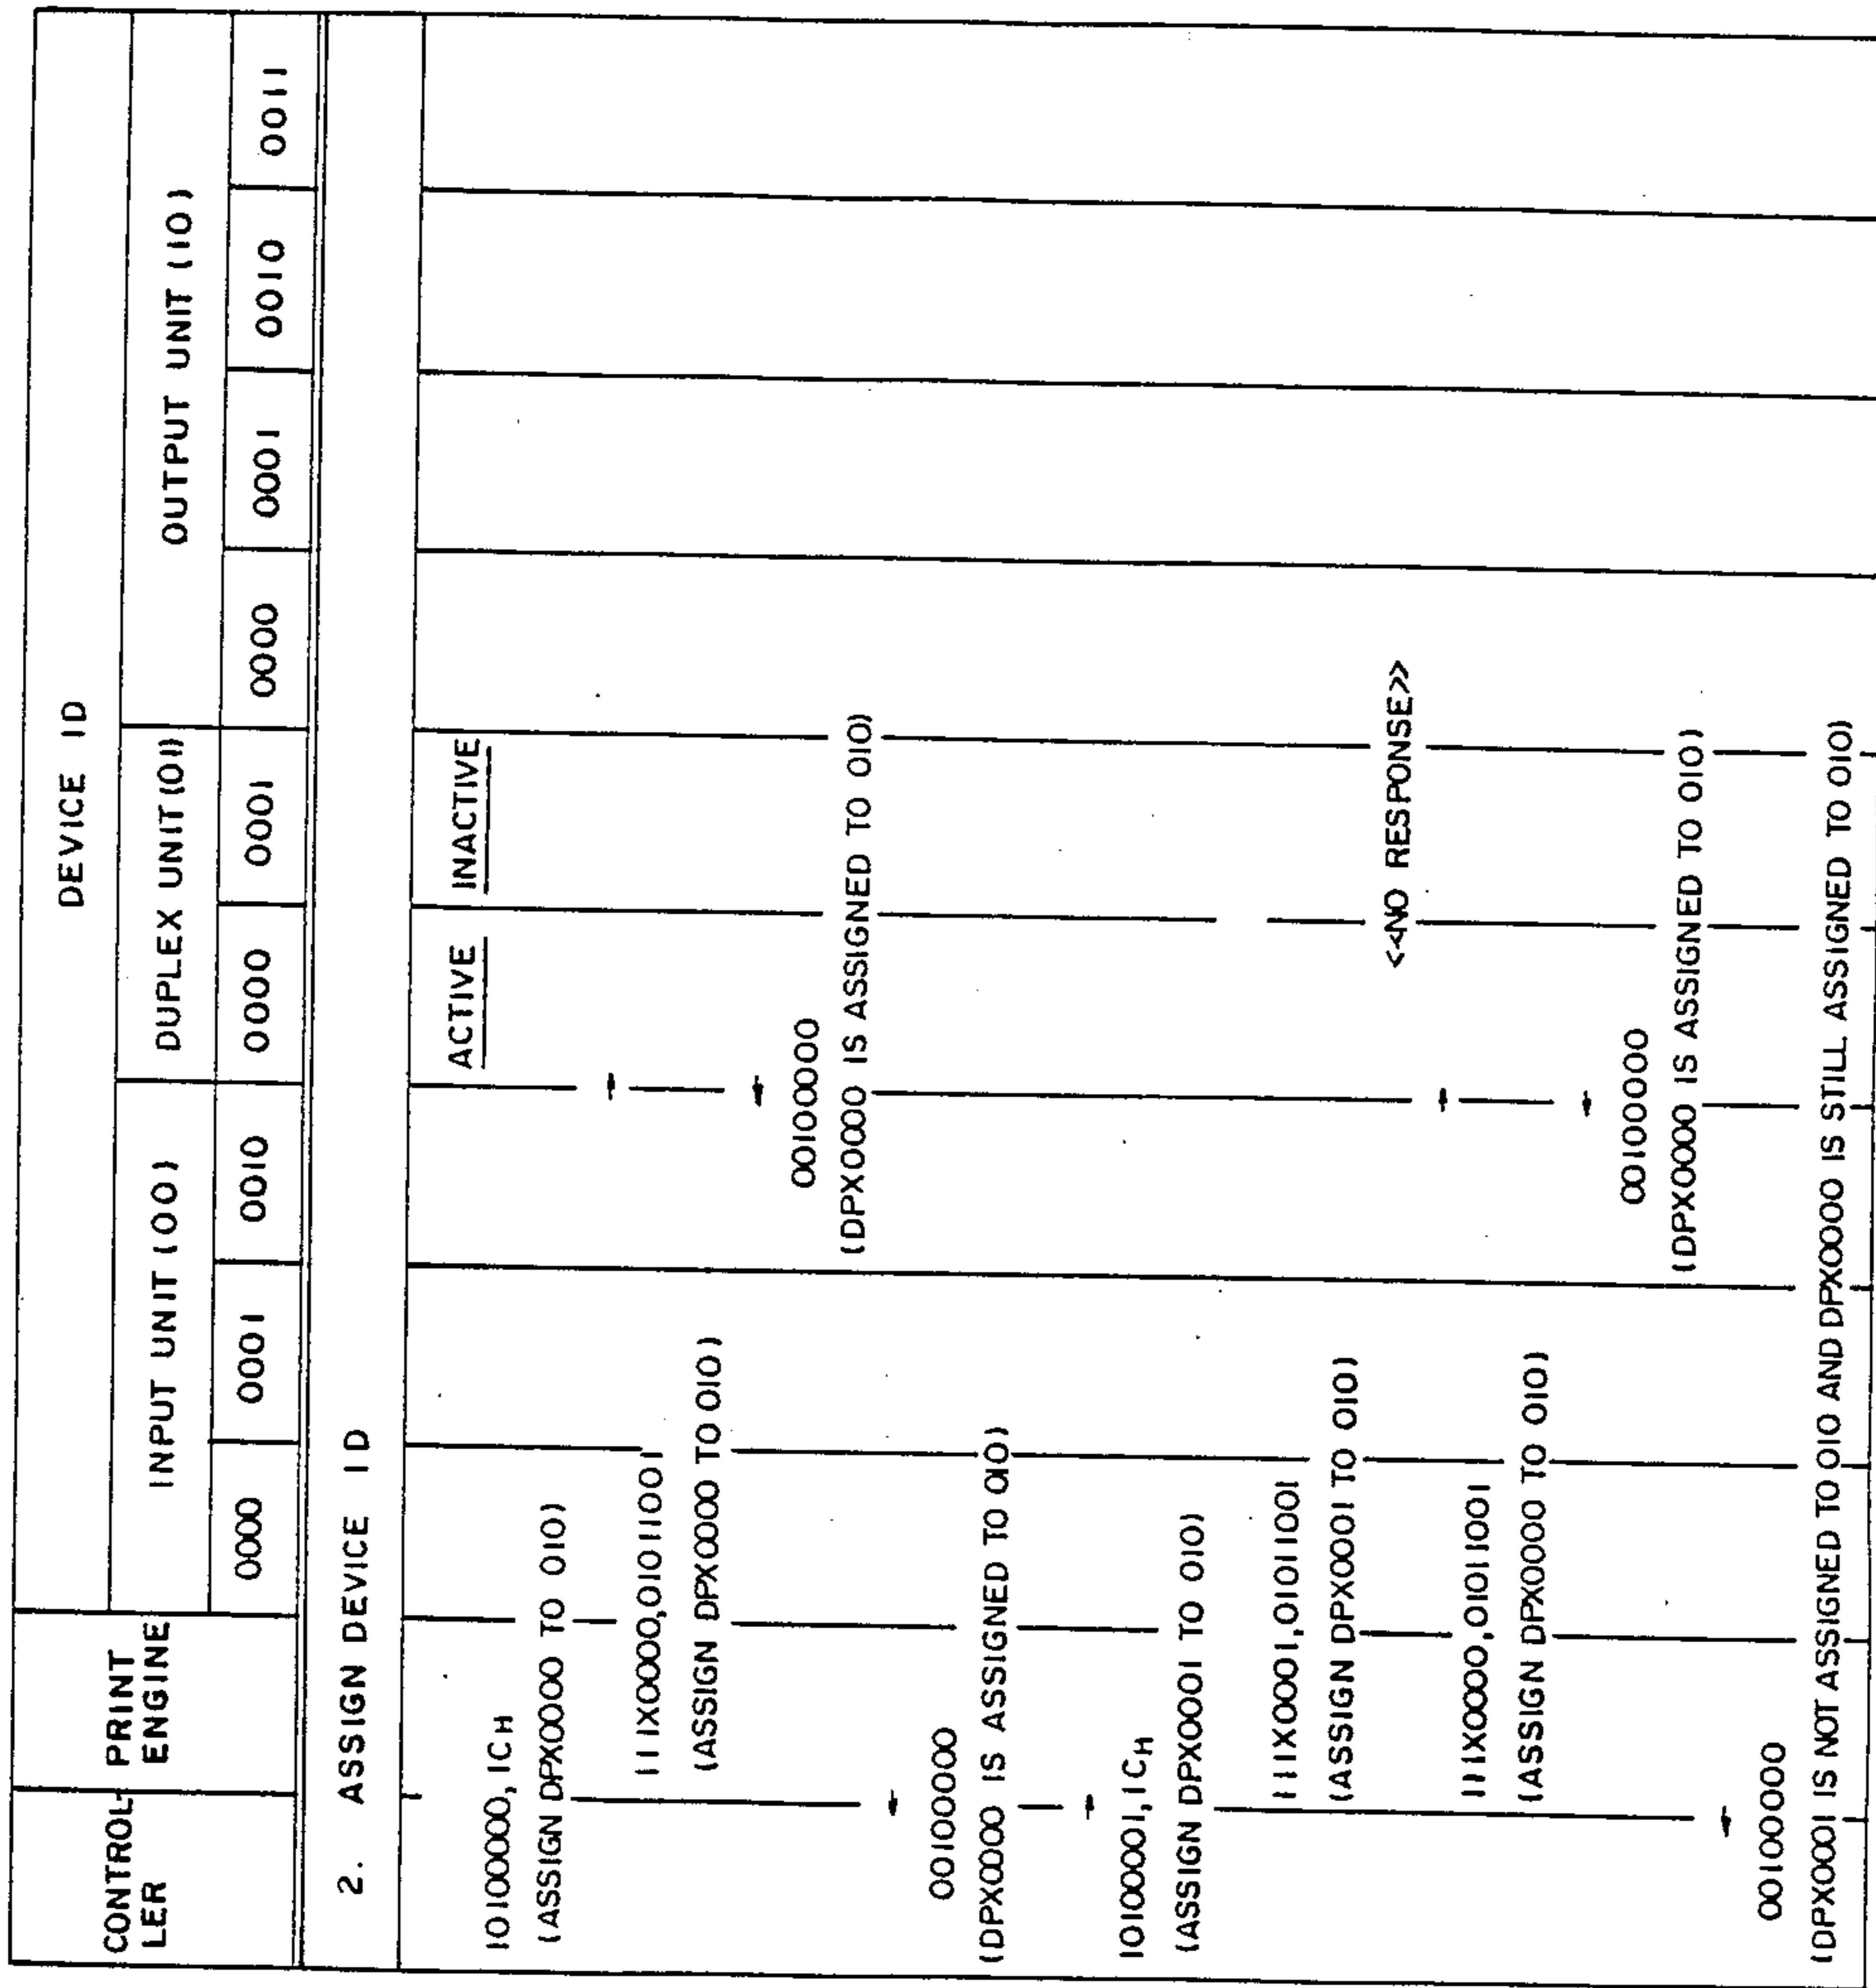 DEVICE ID
CONTROL- PRINT
LER ENGINE
INPUT UNIT (00) DUPLEX UNIT(01) OUTPUT UNIT (10)
0000 0001 0010 0000 0001 0000 0001 0010 0011
2. ASSIGN DEVICE ID
ACTIVE INACTIVE
10100000, 1CH
(ASSIGN DPX0000 TO 010)
111X0000,01011001
(ASSIGN DPX0000 TO 010)
00100000
(DPX0000 IS ASSIGNED TO 010)
00100000
(DPX0000 IS ASSIGNED TO 010)
10100001, 1CH
(ASSIGN DPX0001 TO 010)
111X0001,01011001
(ASSIGN DPX0001 TO 010)
<<NO RESPONSE>>
111X0000,01011001
(ASSIGN DPX0000 TO 010)
00100000
(DPX0000 IS ASSIGNED TO 010)
00100000
(DPX0001 IS NOT ASSIGNED TO 010 AND DPX0000 IS STILL ASSIGNED TO 010)